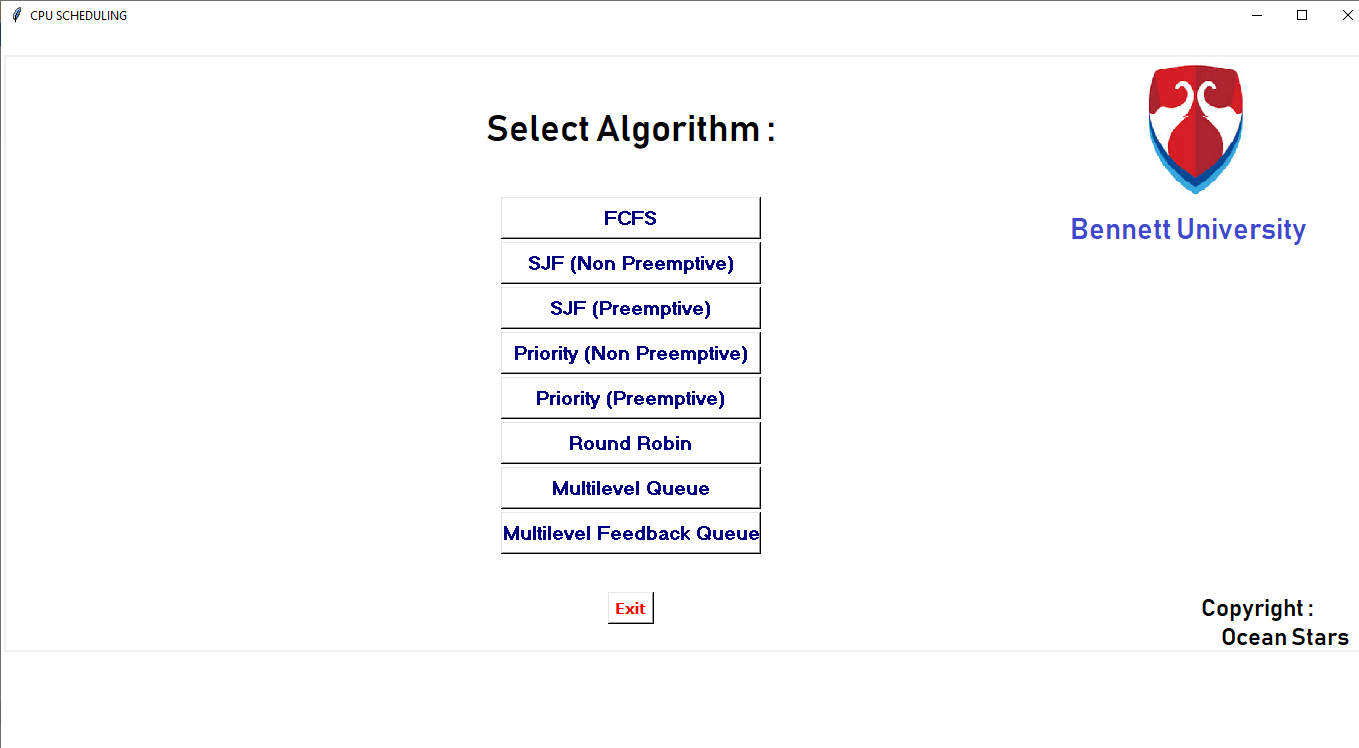 CPU SCHEDULING
Select Algorithm :
Bennett University
FCFS
SJF (Non Preemptive)
SJF (Preemptive)
Priority (Non Preemptive)
Priority (Preemptive)
Round Robin
Multilevel Queue
Multilevel Feedback Queue
Exit
Copyright :
Ocean Stars